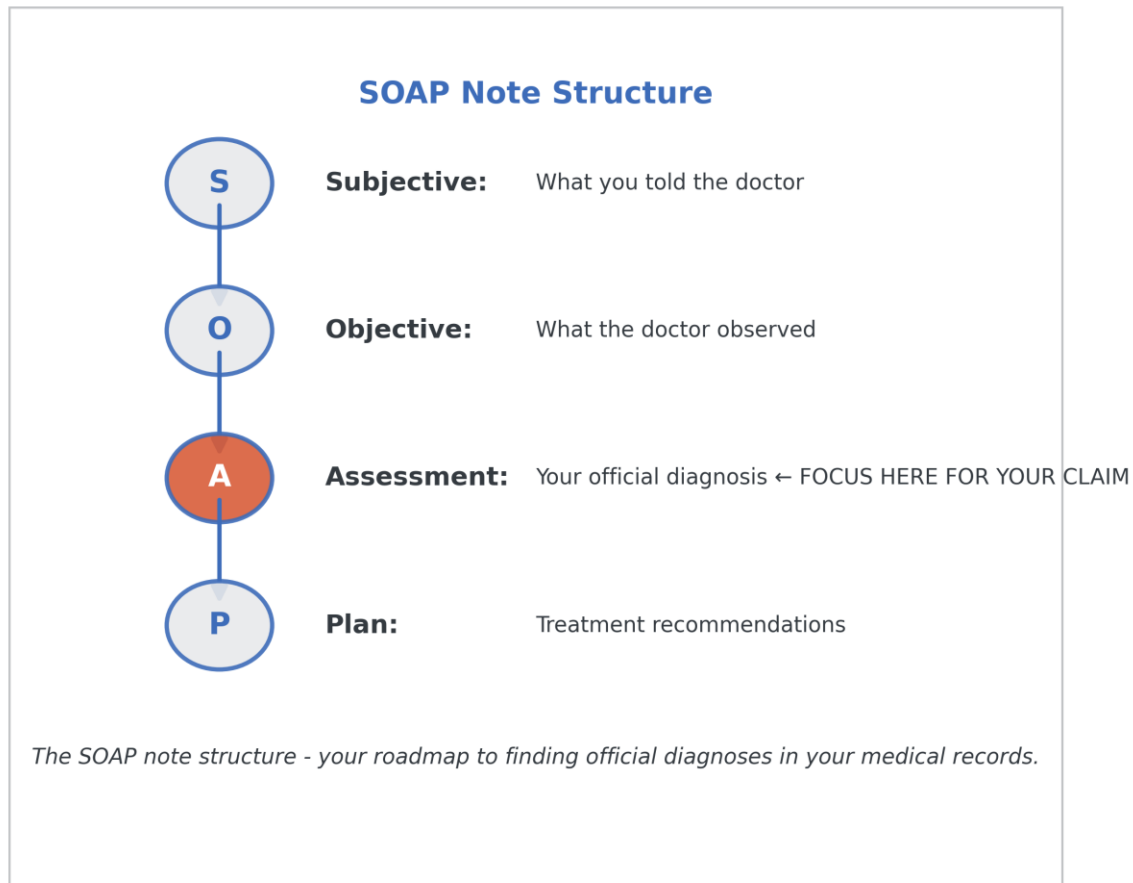 SOAP Note Structure
S Subjective: What you told the doctor
O Objective: What the doctor observed
A Assessment: Your official diagnosis ← FOCUS HERE FOR YOUR CLAIM
P Plan: Treatment recommendations
The SOAP note structure - your roadmap to finding official diagnoses in your medical records.